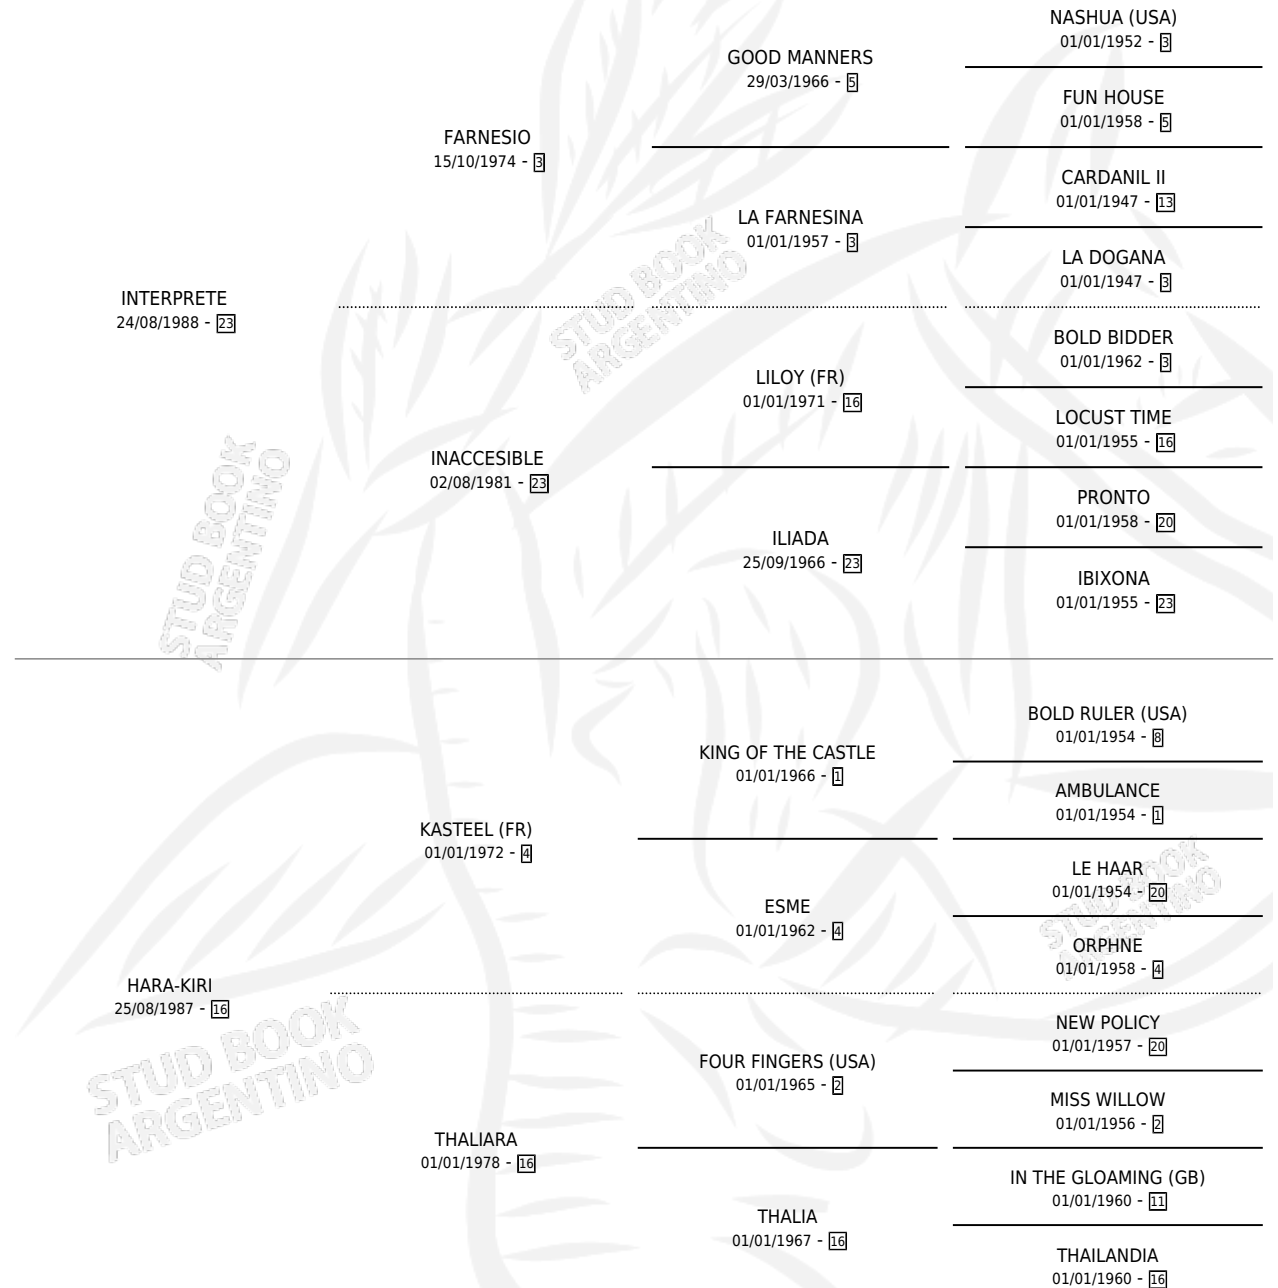 NASHUA (USA)
01/01/1952 - 3
GOOD MANNERS
29/03/1966 - 5
FUN HOUSE
01/01/1958 - 5
FARNESIO
15/10/1974 - 3
CARDANIL II
01/01/1947 - 13
LA FARNESINA
01/01/1957 - 3
LA DOGANA
01/01/1947 - 3
INTERPRETE
24/08/1988 - 23
BOLD BIDDER
01/01/1962 - 3
LILOY (FR)
01/01/1971 - 16
LOCUST TIME
01/01/1955 - 16
INACCESIBLE
02/08/1981 - 23
PRONTO
01/01/1958 - 20
ILIADA
25/09/1966 - 23
IBIXONA
01/01/1955 - 23
BOLD RULER (USA)
01/01/1954 - 8
KING OF THE CASTLE
01/01/1966 - 1
AMBULANCE
01/01/1954 - 1
KASTEEL (FR)
01/01/1972 - 4
LE HAAR
01/01/1954 - 20
ESME
01/01/1962 - 4
ORPHNE
01/01/1958 - 4
HARA-KIRI
25/08/1987 - 16
NEW POLICY
01/01/1957 - 20
FOUR FINGERS (USA)
01/01/1965 - 2
MISS WILLOW
01/01/1956 - 2
THALIARA
01/01/1978 - 16
IN THE GLOAMING (GB)
01/01/1960 - 11
THALIA
01/01/1967 - 16
THAILANDIA
01/01/1960 - 16
STUD BOOK
ARGENTINO
STUD BOOK
ARGENTINO
STUD BOOK
ARGENTINO
STUD BOOK
ARGENTINO